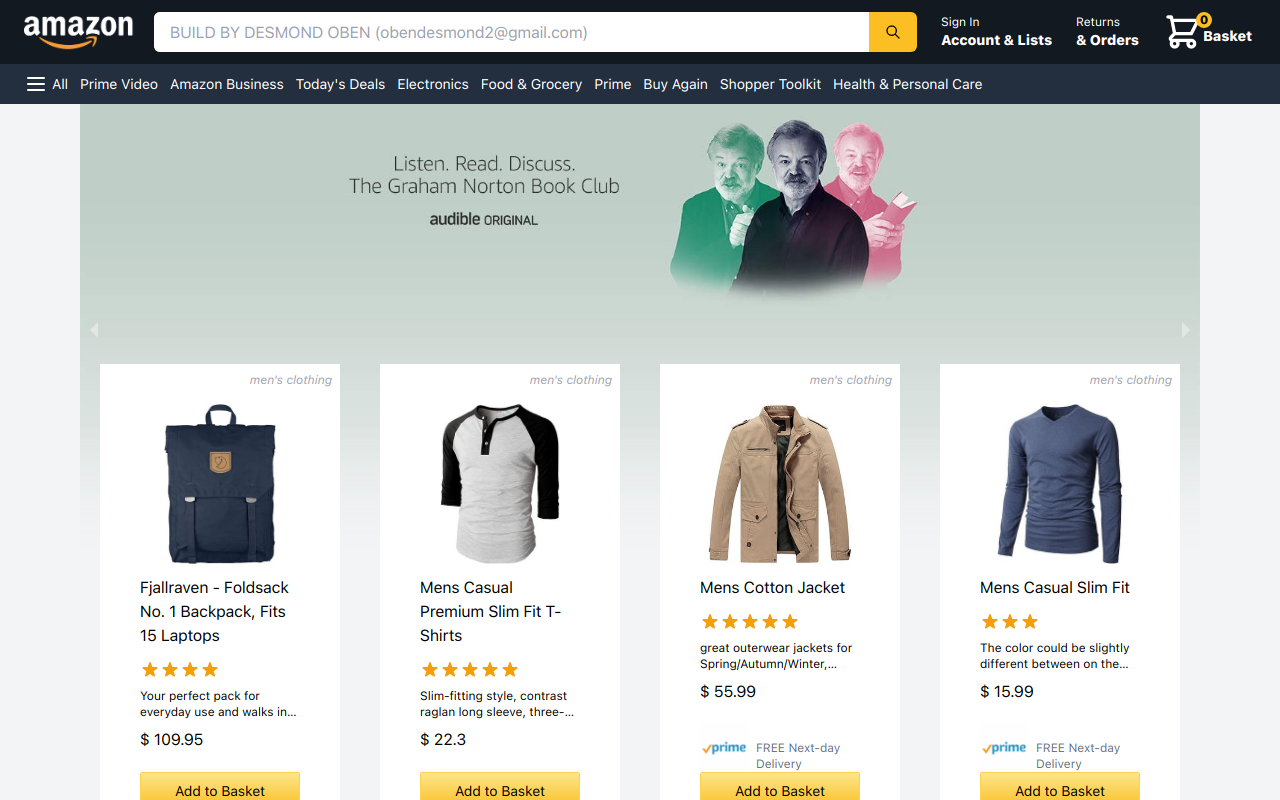 amazon
BUILD BY DESMOND OBEN (obendesmond2@gmail.com)
Sign In
Account & Lists
Returns
& Orders
0
Basket
All
Prime Video
Amazon Business
Today's Deals
Electronics
Food & Grocery
Prime
Buy Again
Shopper Toolkit
Health & Personal Care
Listen. Read. Discuss.
The Graham Norton Book Club
audible ORIGINAL
men's clothing
Fjallraven - Foldsack
No. 1 Backpack, Fits
15 Laptops
Your perfect pack for
everyday use and walks in...
$ 109.95
Add to Basket
men's clothing
Mens Casual
Premium Slim Fit T-
Shirts
Slim-fitting style, contrast
raglan long sleeve, three-...
$ 22.3
Add to Basket
men's clothing
Mens Cotton Jacket
great outerwear jackets for
Spring/Autumn/Winter,...
$ 55.99
prime
FREE Next-day
Delivery
Add to Basket
men's clothing
Mens Casual Slim Fit
The color could be slightly
different between on the...
$ 15.99
prime
FREE Next-day
Delivery
Add to Basket